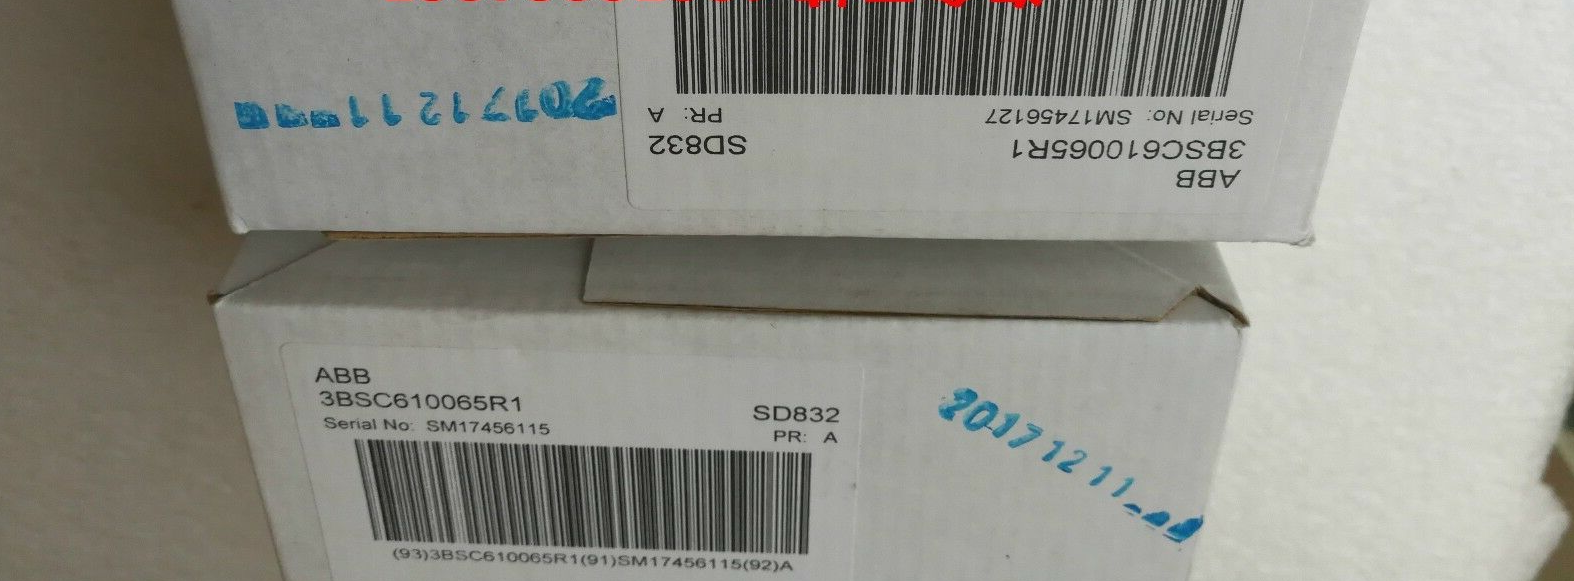 ABB
3BSC610065R1
SD832
Serial No: SM17456127
PR: A
20171211
ABB
3BSC610065R1
SD832
Serial No: SM17456115
PR: A
(93)3BSC610065R1(91)SM17456115(92)A
20171211